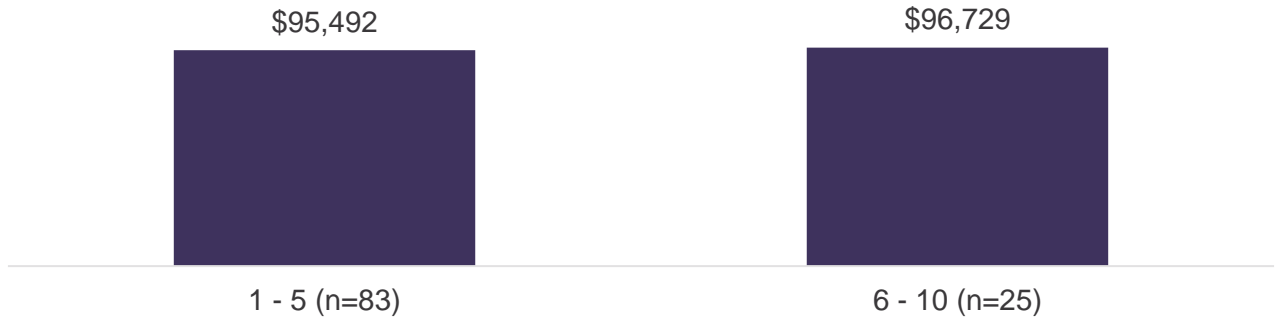 $95,492
$96,729
1 - 5 (n=83)
6 - 10 (n=25)